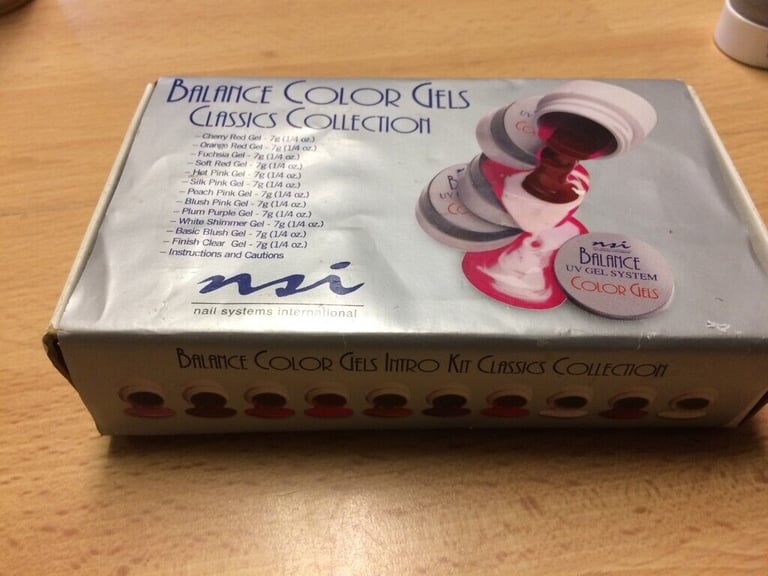 BALANCE COLOR GELS
CLASSICS COLLECTION
– Cherry Red Gel - 7g (1/4 oz.)
– Orange Red Gel - 7g (1/4 oz.)
– Fuchsia Gel - 7g (1/4 oz.)
– Soft Red Gel - 7g (1/4 oz.)
– Hot Pink Gel - 7g (1/4 oz.)
– Silk Pink Gel - 7g (1/4 oz.)
– Peach Pink Gel - 7g (1/4 oz.)
– Blush Pink Gel - 7g (1/4 oz.)
– Plum Purple Gel - 7g (1/4 oz.)
– White Shimmer Gel - 7g (1/4 oz.)
– Basic Blush Gel - 7g (1/4 oz.)
– Finish Clear Gel - 7g (1/4 oz.)
– Instructions and Cautions
nsi
nail systems international
UV
nsi
BALANCE
UV GEL SYSTEM
COLOR GELS
BALANCE COLOR GELS INTRO KIT CLASSICS COLLECTION